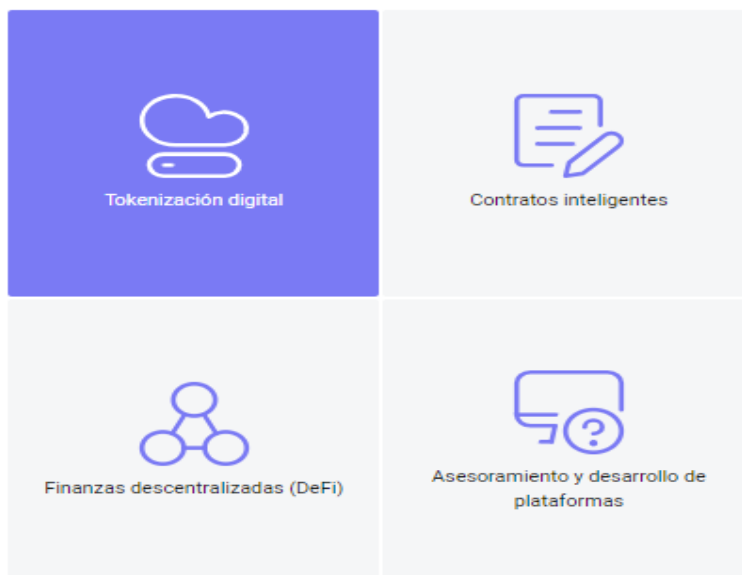 Tokenización digital
Contratos inteligentes
Finanzas descentralizadas (DeFi)
Asesoramiento y desarrollo de
plataformas